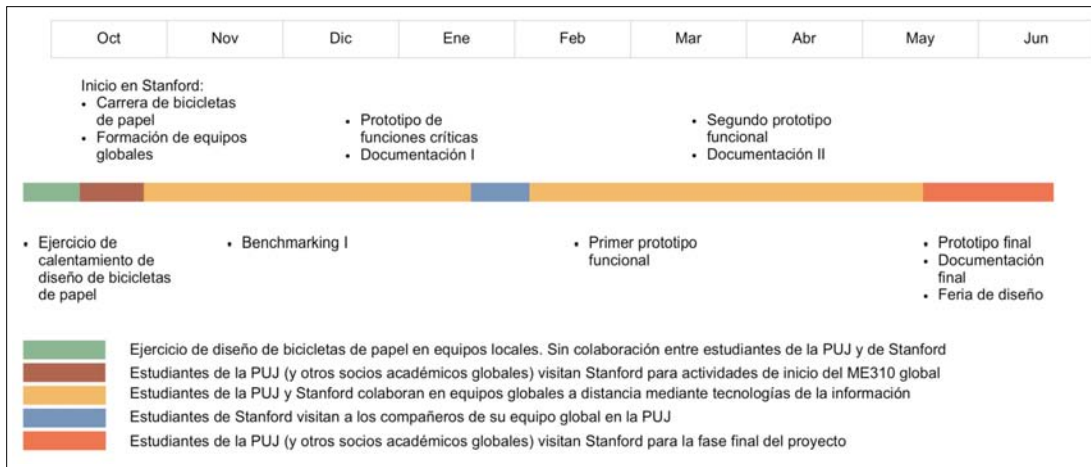 Oct Nov Dic Ene Feb Mar Abr May Jun
Inicio en Stanford:
• Carrera de bicicletas
de papel
• Formación de equipos
globales
• Prototipo de
funciones críticas
• Documentación I
• Segundo prototipo
funcional
• Documentación II
• Ejercicio de
calentamiento de
diseño de bicicletas
de papel
• Benchmarking I
• Primer prototipo
funcional
• Prototipo final
• Documentación
final
• Feria de diseño
Ejercicio de diseño de bicicletas de papel en equipos locales. Sin colaboración entre estudiantes de la PUJ y de Stanford
Estudiantes de la PUJ (y otros socios académicos globales) visitan Stanford para actividades de inicio del ME310 global
Estudiantes de la PUJ y Stanford colaboran en equipos globales a distancia mediante tecnologías de la información
Estudiantes de Stanford visitan a los compañeros de su equipo global en la PUJ
Estudiantes de la PUJ (y otros socios académicos globales) visitan Stanford para la fase final del proyecto